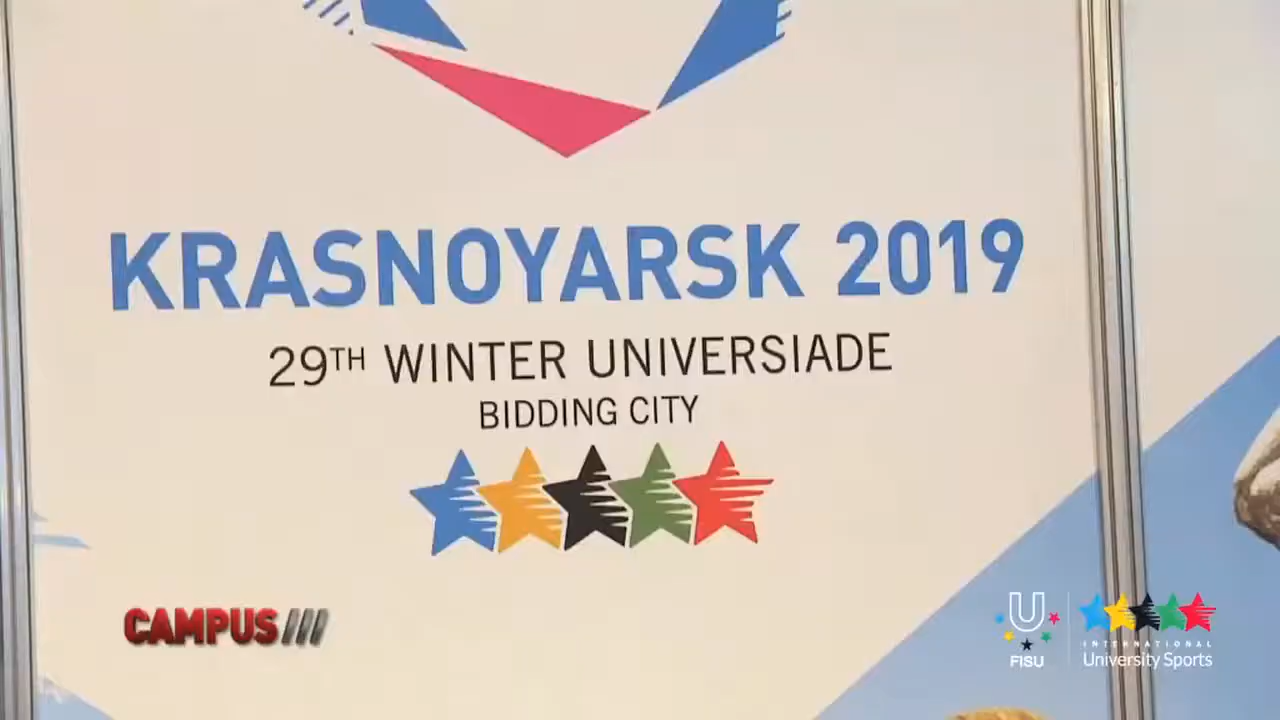 KRASNOYARSK 2019
29TH WINTER UNIVERSIADE
BIDDING CITY
CAMPUS
U
FISU
INTERNATIONAL
University Sports